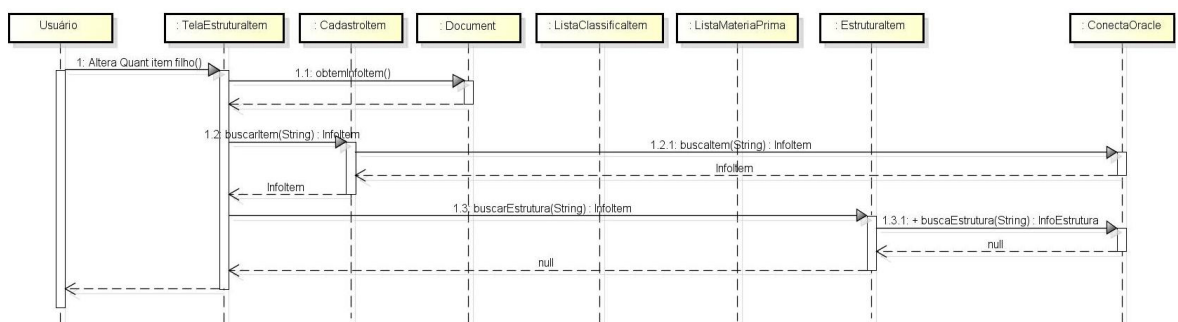 Usuário
: TelaEstruturaItem
: CadastroItem
: Document
: ListaClassificaItem
: ListaMateriaPrima
: EstruturaItem
: ConectaOracle
1: Altera Quant item filho()
1.1: obtemInfoItem()
1.2: buscarItem(String) : InfoItem
1.2.1: buscaItem(String) : InfoItem
InfoItem
InfoItem
1.3: buscarEstrutura(String) : InfoItem
1.3.1: + buscaEstrutura(String) : InfoEstrutura
null
null